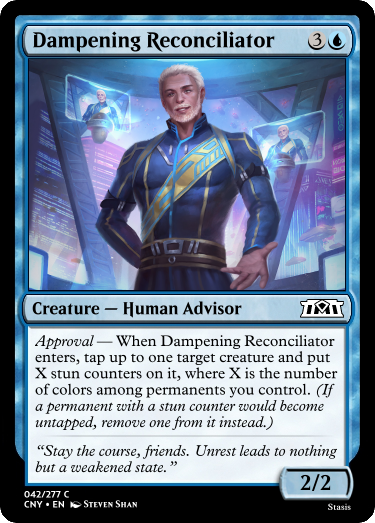 Dampening Reconciliator 3
Creature — Human Advisor
Approval — When Dampening Reconciliator
enters, tap up to one target creature and put
X stun counters on it, where X is the number
of colors among permanents you control. (If
a permanent with a stun counter would become
untapped, remove one from it instead.)
“Stay the course, friends. Unrest leads to nothing
but a weakened state.”
2/2
042/277 C
CNY • EN Steven Shan
Stasis